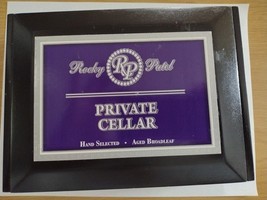 Rocky RP Patel
PRIVATE
CELLAR
HAND SELECTED • AGED BROADLEAF